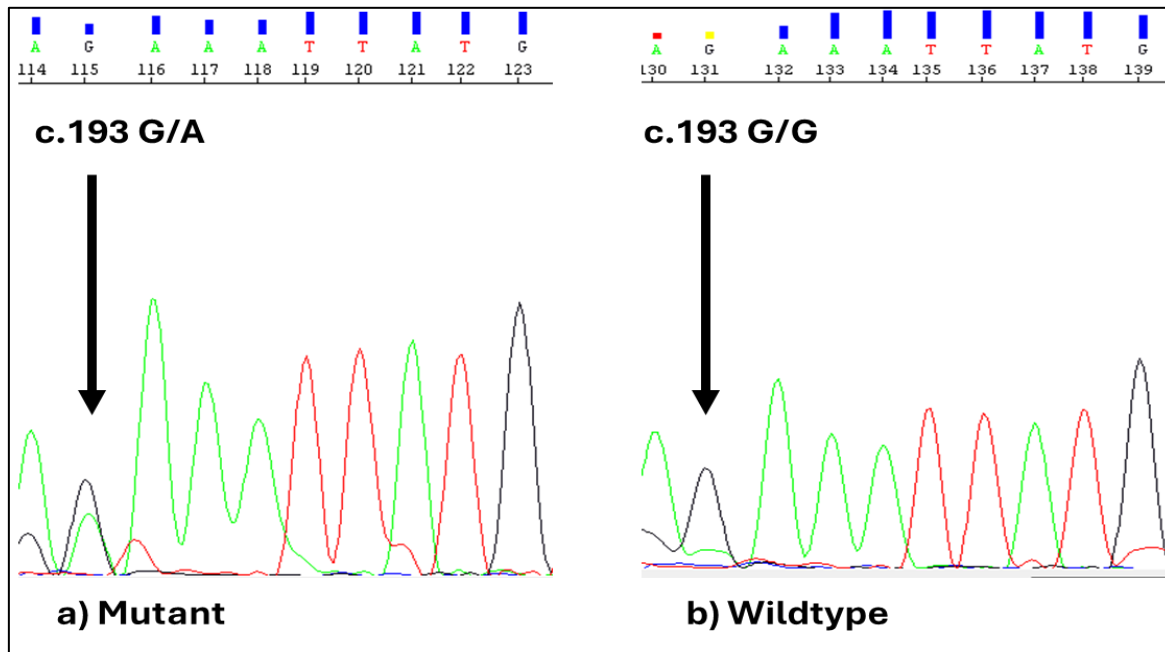 A G A A A T T A T G
114 115 116 117 118 119 120 121 122 123
c.193 G/A
a) Mutant
A G A A A T T A T G
130 131 132 133 134 135 136 137 138 139
c.193 G/G
b) Wildtype